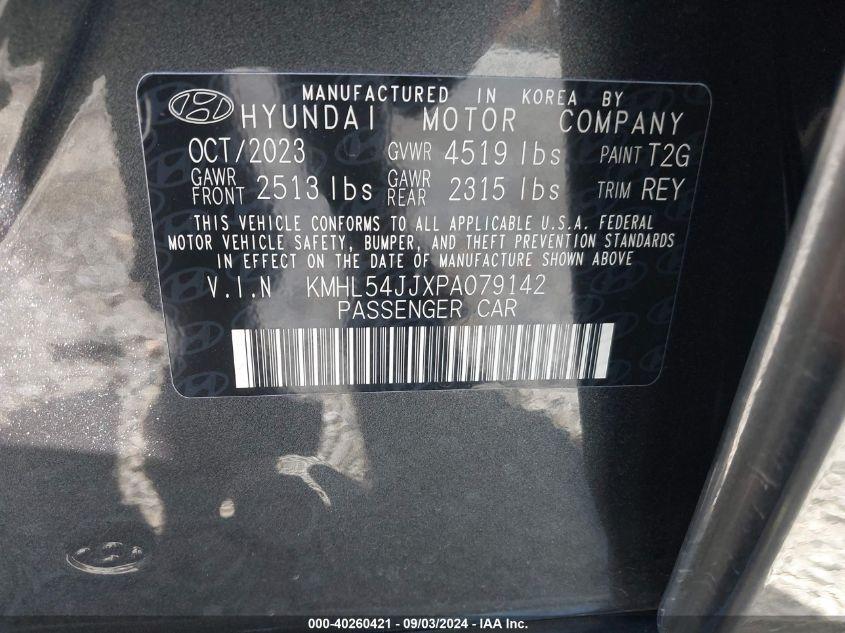 MANUFACTURED IN KOREA BY
HYUNDAI MOTOR COMPANY
OCT/2023 GVWR 4519 lbs PAINT T2G
GAWR FRONT 2513 lbs GAWR REAR 2315 lbs TRIM REY
THIS VEHICLE CONFORMS TO ALL APPLICABLE U.S.A. FEDERAL
MOTOR VEHICLE SAFETY, BUMPER, AND THEFT PREVENTION STANDARDS
IN EFFECT ON THE DATE OF MANUFACTURE SHOWN ABOVE
V.I.N KMHL54JJXPA079142
PASSENGER CAR
000-40260421 - 09/03/2024 - IAA Inc.